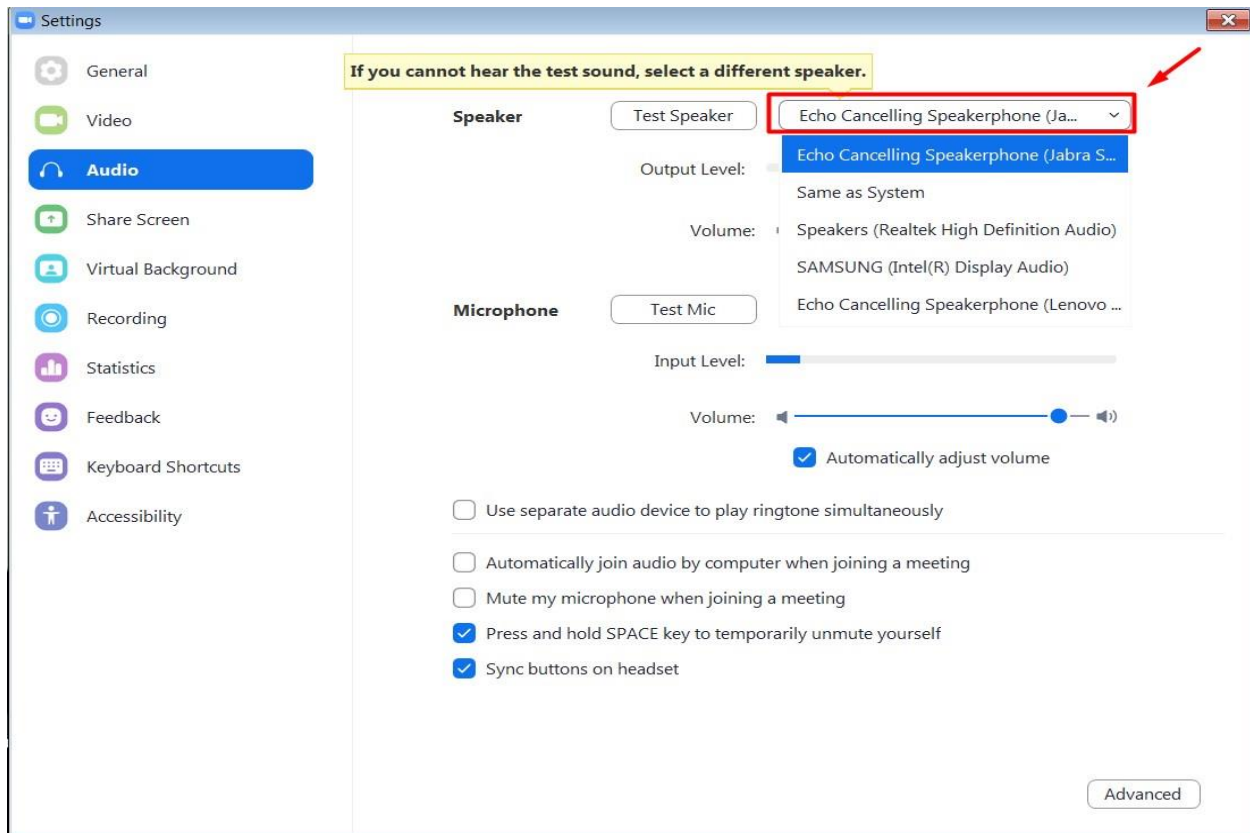 Settings
General
Video
Audio
Share Screen
Virtual Background
Recording
Statistics
Feedback
Keyboard Shortcuts
Accessibility
If you cannot hear the test sound, select a different speaker.
Speaker
Test Speaker
Echo Cancelling Speakerphone (Ja...
Echo Cancelling Speakerphone (Jabra S...
Same as System
Speakers (Realtek High Definition Audio)
SAMSUNG (Intel(R) Display Audio)
Echo Cancelling Speakerphone (Lenovo ...
Output Level:
Volume:
Microphone
Test Mic
Input Level:
Volume:
Automatically adjust volume
Use separate audio device to play ringtone simultaneously
Automatically join audio by computer when joining a meeting
Mute my microphone when joining a meeting
Press and hold SPACE key to temporarily unmute yourself
Sync buttons on headset
Advanced